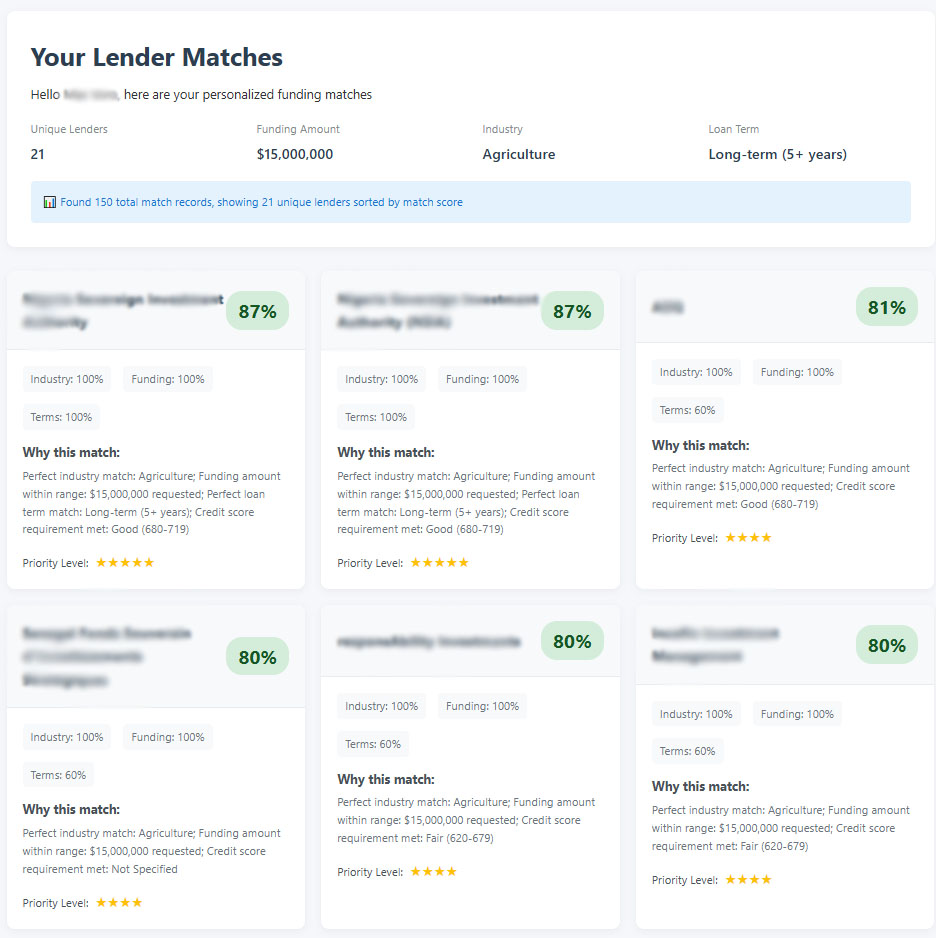 Your Lender Matches
Hello , here are your personalized funding matches
Unique Lenders
21
Funding Amount
$15,000,000
Industry
Agriculture
Loan Term
Long-term (5+ years)
Found 150 total match records, showing 21 unique lenders sorted by match score
87%
Industry: 100%
Funding: 100%
Terms: 100%
Why this match:
Perfect industry match: Agriculture; Funding amount
within range: $15,000,000 requested; Perfect loan
term match: Long-term (5+ years); Credit score
requirement met: Good (680-719)
Priority Level: ★★★★★
87%
Industry: 100%
Funding: 100%
Terms: 100%
Why this match:
Perfect industry match: Agriculture; Funding amount
within range: $15,000,000 requested; Perfect loan
term match: Long-term (5+ years); Credit score
requirement met: Good (680-719)
Priority Level: ★★★★★
81%
Industry: 100%
Funding: 100%
Terms: 60%
Why this match:
Perfect industry match: Agriculture; Funding amount
within range: $15,000,000 requested; Credit score
requirement met: Good (680-719)
Priority Level: ★★★★
80%
Industry: 100%
Funding: 100%
Terms: 60%
Why this match:
Perfect industry match: Agriculture; Funding amount
within range: $15,000,000 requested; Credit score
requirement met: Not Specified
Priority Level: ★★★★
80%
Industry: 100%
Funding: 100%
Terms: 60%
Why this match:
Perfect industry match: Agriculture; Funding amount
within range: $15,000,000 requested; Credit score
requirement met: Fair (620-679)
Priority Level: ★★★★
80%
Industry: 100%
Funding: 100%
Terms: 60%
Why this match:
Perfect industry match: Agriculture; Funding amount
within range: $15,000,000 requested; Credit score
requirement met: Fair (620-679)
Priority Level: ★★★★